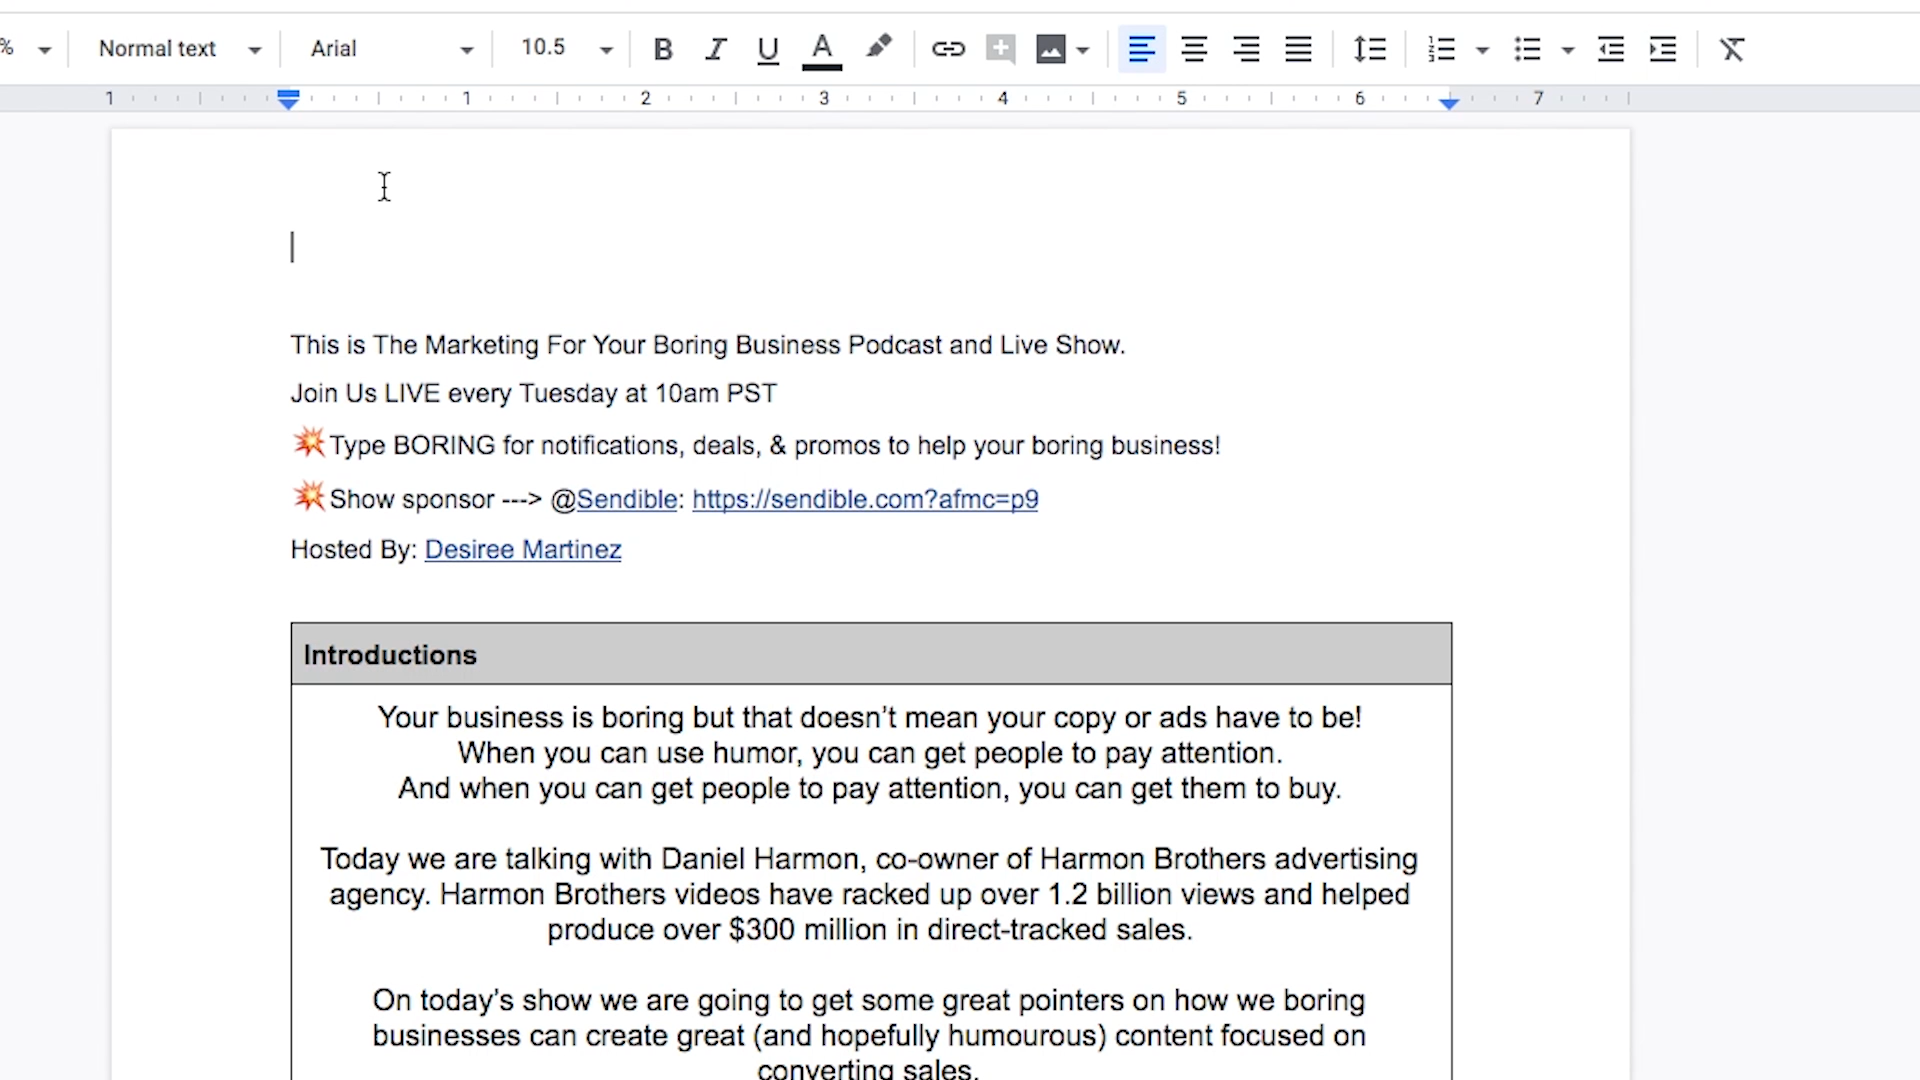 % Normal text Arial 10.5 B I U A
1 1 2 3 4 5 6 7
This is The Marketing For Your Boring Business Podcast and Live Show.
Join Us LIVE every Tuesday at 10am PST
💥Type BORING for notifications, deals, & promos to help your boring business!
💥Show sponsor ---> @Sendible: https://sendible.com?afmc=p9
Hosted By: Desiree Martinez
Introductions
Your business is boring but that doesn’t mean your copy or ads have to be!
When you can use humor, you can get people to pay attention.
And when you can get people to pay attention, you can get them to buy.
Today we are talking with Daniel Harmon, co-owner of Harmon Brothers advertising
agency. Harmon Brothers videos have racked up over 1.2 billion views and helped
produce over $300 million in direct-tracked sales.
On today’s show we are going to get some great pointers on how we boring
businesses can create great (and hopefully humourous) content focused on
converting sales.